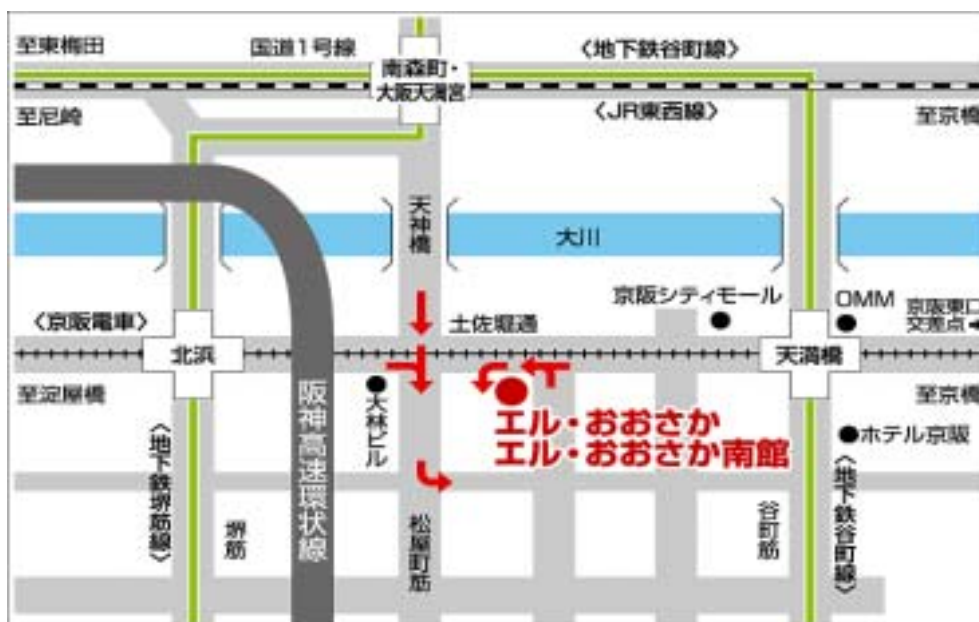 至東梅田
国道1号線
〈地下鉄谷町線〉
南森町・
大阪天満宮
至尼崎
〈JR東西線〉
至京橋
天神橋
大川
京阪シティモール
OMM
京阪東口
交差点
〈京阪電車〉
土佐堀通
北浜
天満橋
至淀屋橋
至京橋
大林ビル
阪神高速環状線
エル・おおさか
エル・おおさか南館
ホテル京阪
〈地下鉄堺筋線〉
堺筋
松屋町筋
谷町筋
〈地下鉄谷町線〉